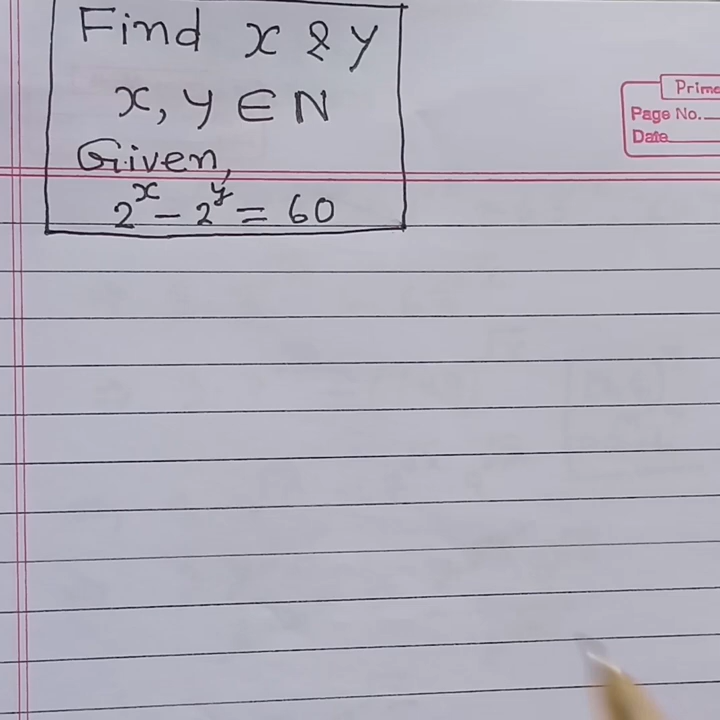 Find x & y
x, y ∈ N
Given,
2^x - 2^y = 60
Page No.
Date